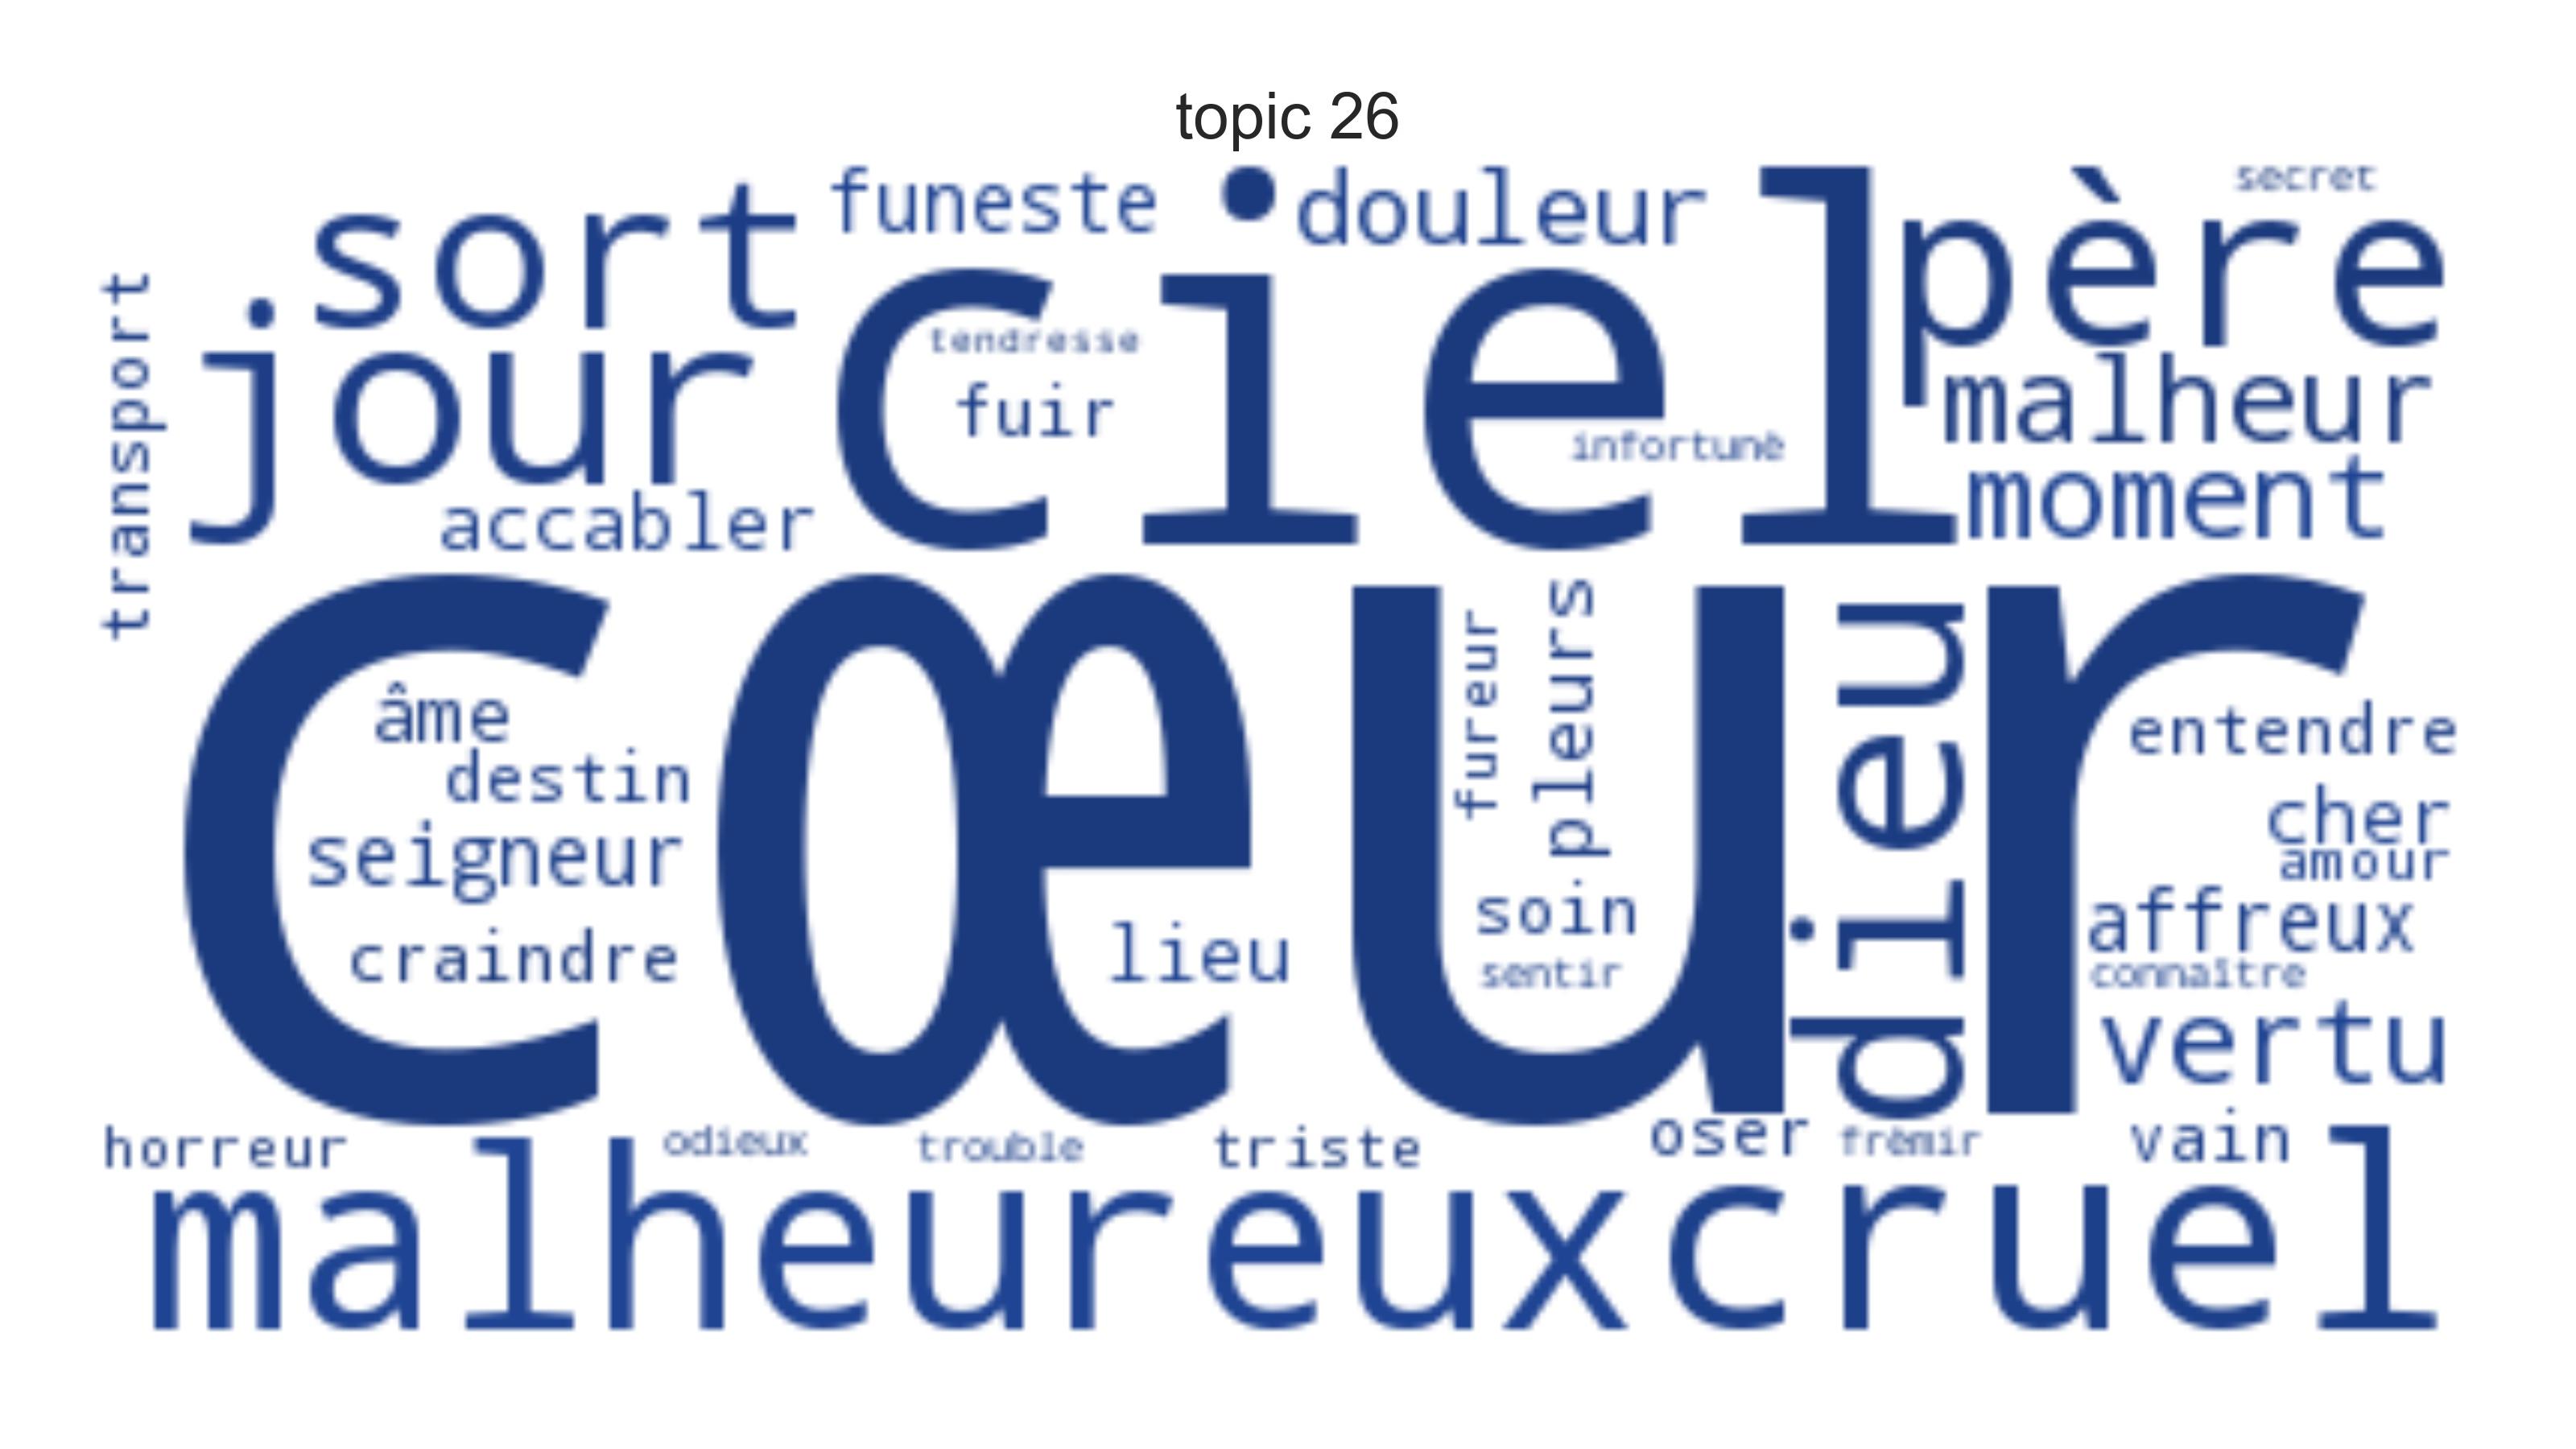 topic 26
funeste
douleur
secret
sort
ciel
père
transport
jour
tendresse
fuir
malheur
infortuné
moment
accabler
cœur
fureur
pleurs
dieu
âme
destin
entendre
seigneur
cher
amour
soin
affreux
craindre
lieu
sentir
connaître
vertu
horreur
odieux
trouble
triste
oser
frémir
vain
malheureux
cruel